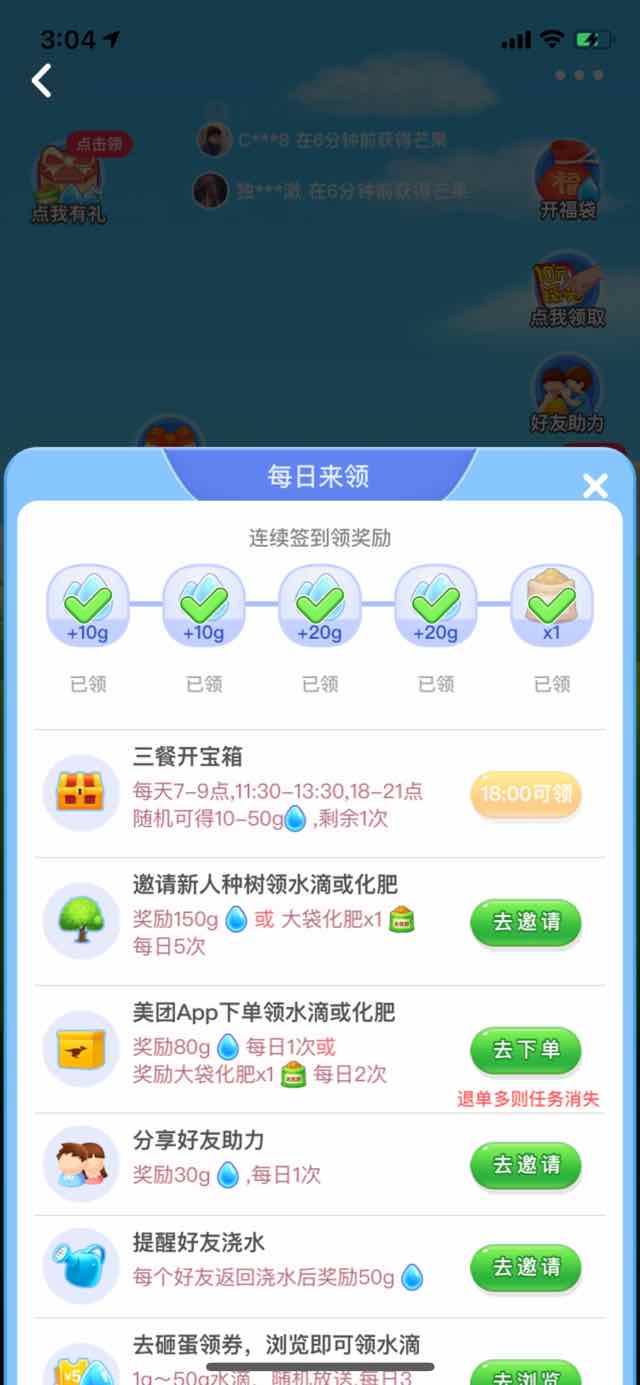 3:04
点击领
C***8 在6分钟前获得芒果
独***激 在6分钟前获得芒果
点我有礼
福
开福袋
点我领取
好友助力
每日来领
连续签到领奖励
+10g
+10g
+20g
+20g
x1
已领
已领
已领
已领
已领
三餐开宝箱
每天7-9点,11:30-13:30,18-21点
随机可得10-50g ,剩余1次
18:00可领
邀请新人种树领水滴或化肥
奖励150g 或 大袋化肥x1
每日5次
去邀请
美团App下单领水滴或化肥
奖励80g 每日1次或
奖励大袋化肥x1 每日2次
去下单
退单多则任务消失
分享好友助力
奖励30g ,每日1次
去邀请
提醒好友浇水
每个好友返回浇水后奖励50g
去邀请
去砸蛋领券，浏览即可领水滴
¥5
1g~50g水滴，随机放送,每日3
去浏览